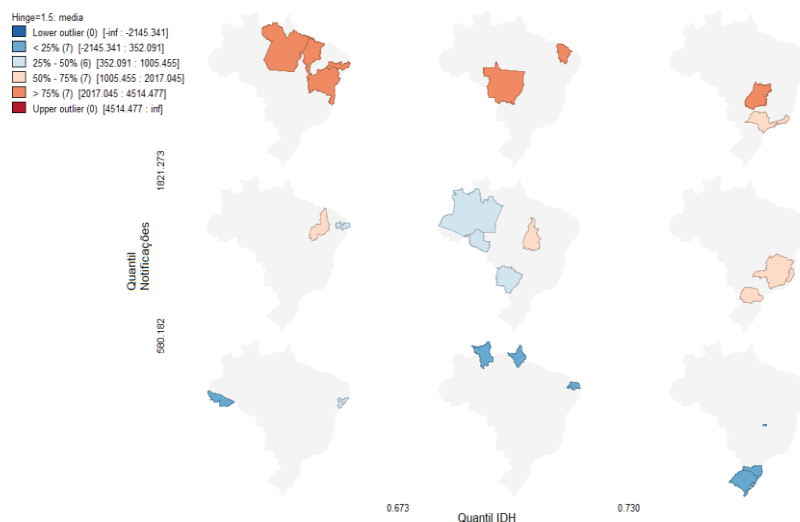 Hinge=1.5: media
Lower outlier (0) [-inf : -2145.341]
< 25% (7) [-2145.341 : 352.091]
25% - 50% (6) [352.091 : 1005.455]
50% - 75% (7) [1005.455 : 2017.045]
> 75% (7) [2017.045 : 4514.477]
Upper outlier (0) [4514.477 : inf]
1821.273
Quantil
Notificações
580.182
0.673
Quantil IDH
0.730